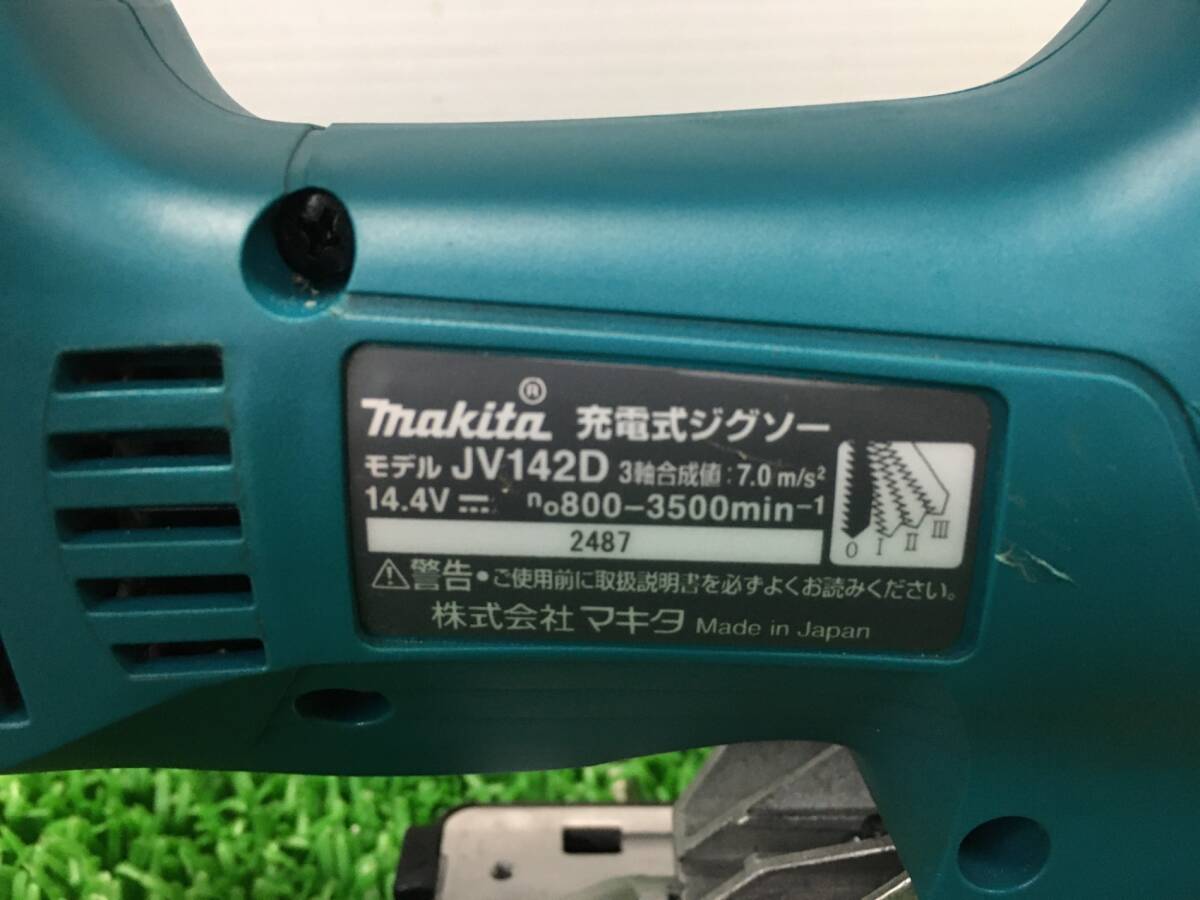 makita® 充電式ジグソー
モデル JV142D 3軸合成値:7.0 m/s²
14.4V ⎓ no800-3500min-1
2487
0 I II III
⚠警告•ご使用前に取扱説明書を必ずよくお読みください。
株式会社 マキタ Made in Japan